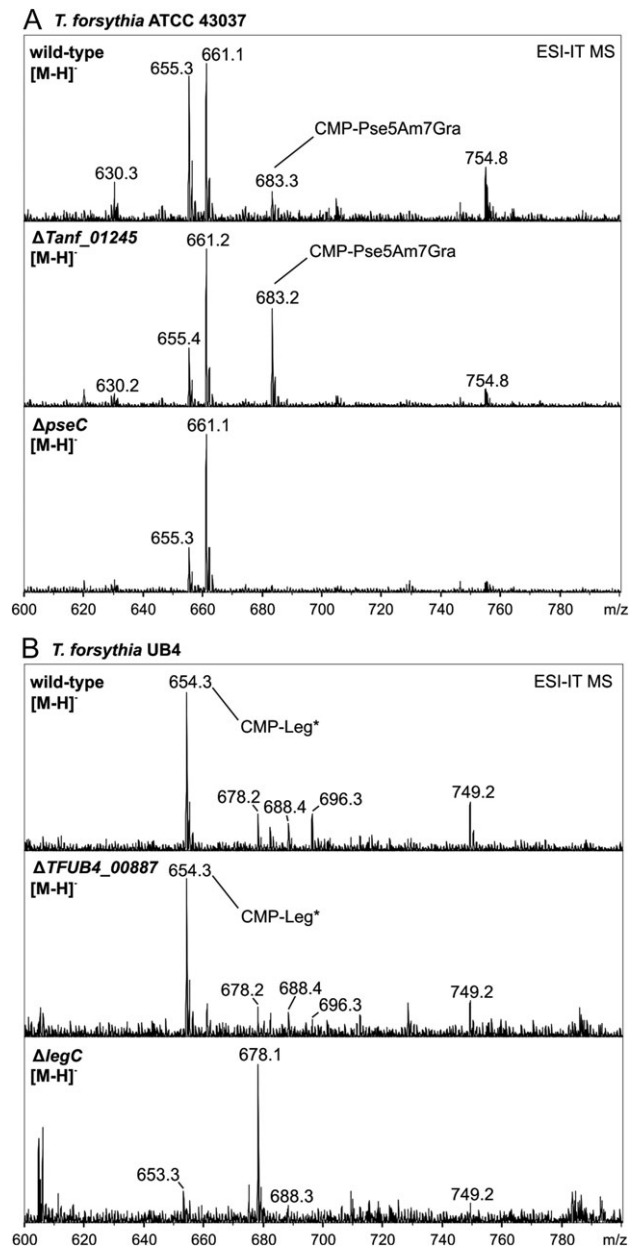 A T. forsythia ATCC 43037
wild-type
[M-H]⁻
ESI-IT MS
655.3
661.1
CMP-Pse5Am7Gra
630.3
683.3
754.8
ΔTanf_01245
[M-H]⁻
661.2
CMP-Pse5Am7Gra
683.2
655.4
630.2
754.8
ΔpseC
[M-H]⁻
661.1
655.3
600 620 640 660 680 700 720 740 760 780 m/z
B T. forsythia UB4
wild-type
[M-H]⁻
654.3
ESI-IT MS
CMP-Leg*
678.2
688.4
696.3
749.2
ΔTFUB4_00887
[M-H]⁻
654.3
CMP-Leg*
678.2
688.4
696.3
749.2
ΔlegC
[M-H]⁻
678.1
653.3
688.3
749.2
600 620 640 660 680 700 720 740 760 780 m/z